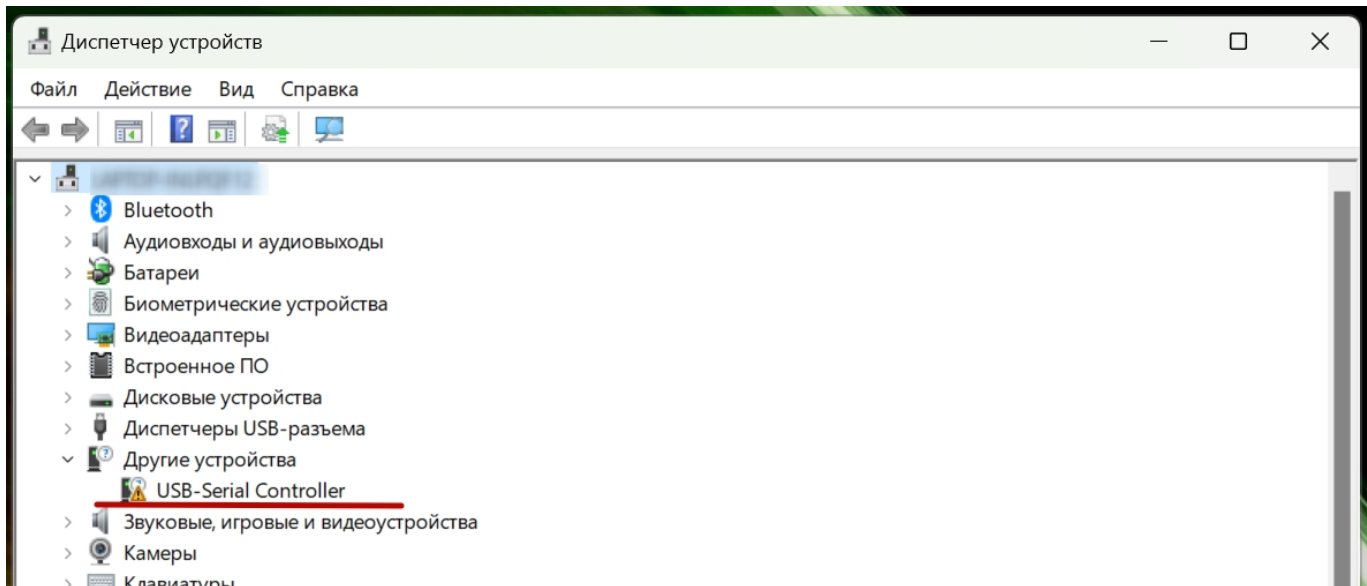 Диспетчер устройств
Файл Действие Вид Справка
Bluetooth
Аудиовходы и аудиовыходы
Батареи
Биометрические устройства
Видеоадаптеры
Встроенное ПО
Дисковые устройства
Диспетчеры USB-разъема
Другие устройства
USB-Serial Controller
Звуковые, игровые и видеоустройства
Камеры
Клавиатуры